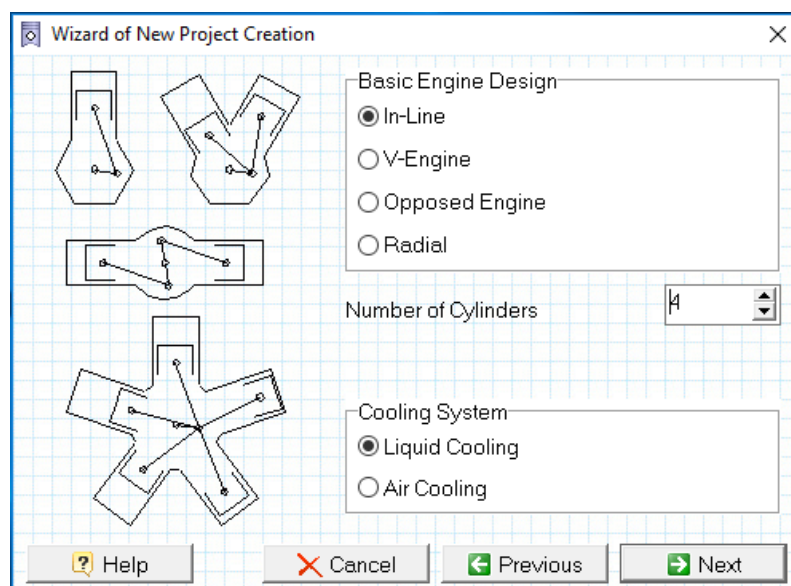 Wizard of New Project Creation
Basic Engine Design
In-Line
V-Engine
Opposed Engine
Radial
Number of Cylinders
4
Cooling System
Liquid Cooling
Air Cooling
? Help
Cancel
Previous
Next